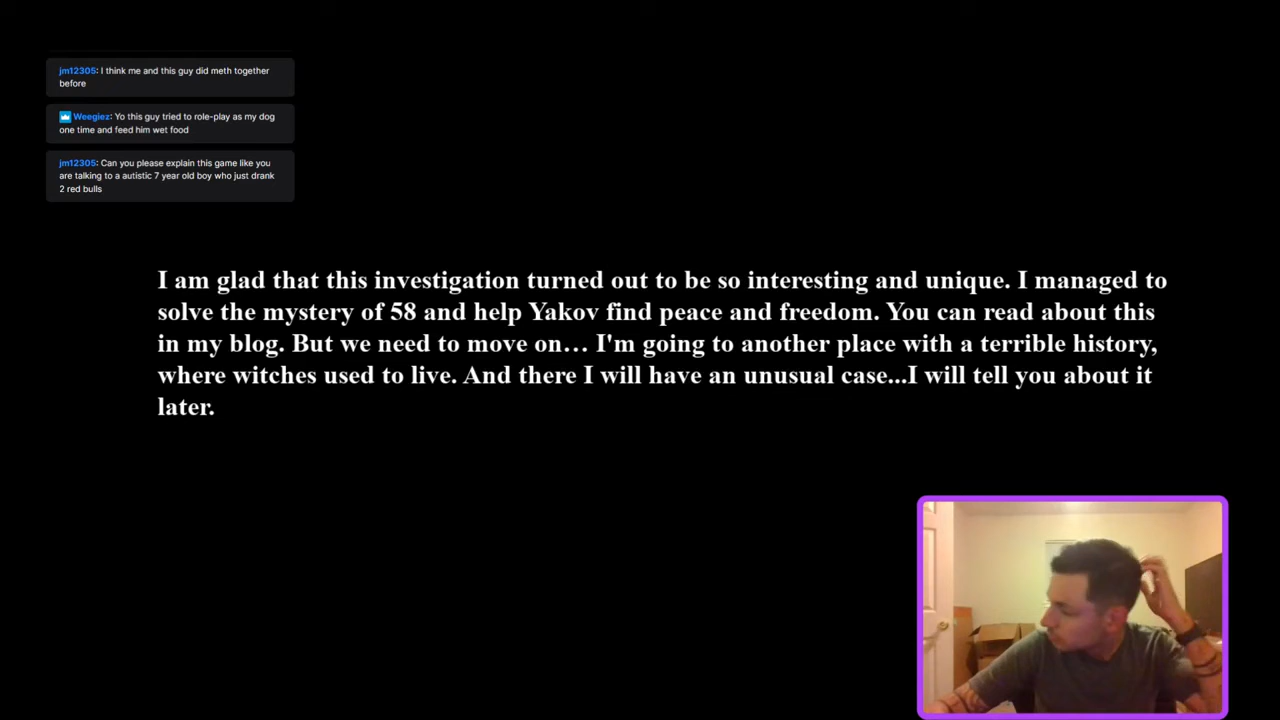 jm12305: I think me and this guy did meth together
before
Weegiez: Yo this guy tried to role-play as my dog
one time and feed him wet food
jm12305: Can you please explain this game like you
are talking to a autistic 7 year old boy who just drank
2 red bulls
I am glad that this investigation turned out to be so interesting and unique. I managed to
solve the mystery of 58 and help Yakov find peace and freedom. You can read about this
in my blog. But we need to move on… I'm going to another place with a terrible history,
where witches used to live. And there I will have an unusual case...I will tell you about it
later.